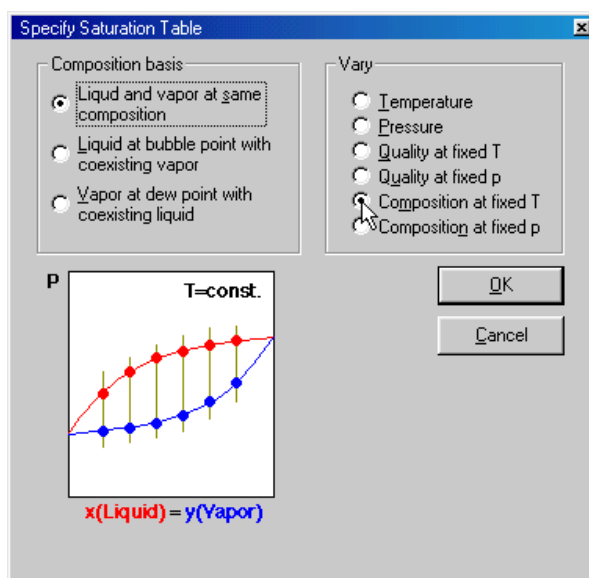 Specify Saturation Table
Composition basis
Liqud and vapor at same
composition
Liquid at bubble point with
coexisting vapor
Vapor at dew point with
coexisting liquid
Vary
Temperature
Pressure
Quality at fixed T
Quality at fixed p
Composition at fixed T
Composition at fixed p
OK
Cancel
P
T=const.
x(Liquid) = y(Vapor)